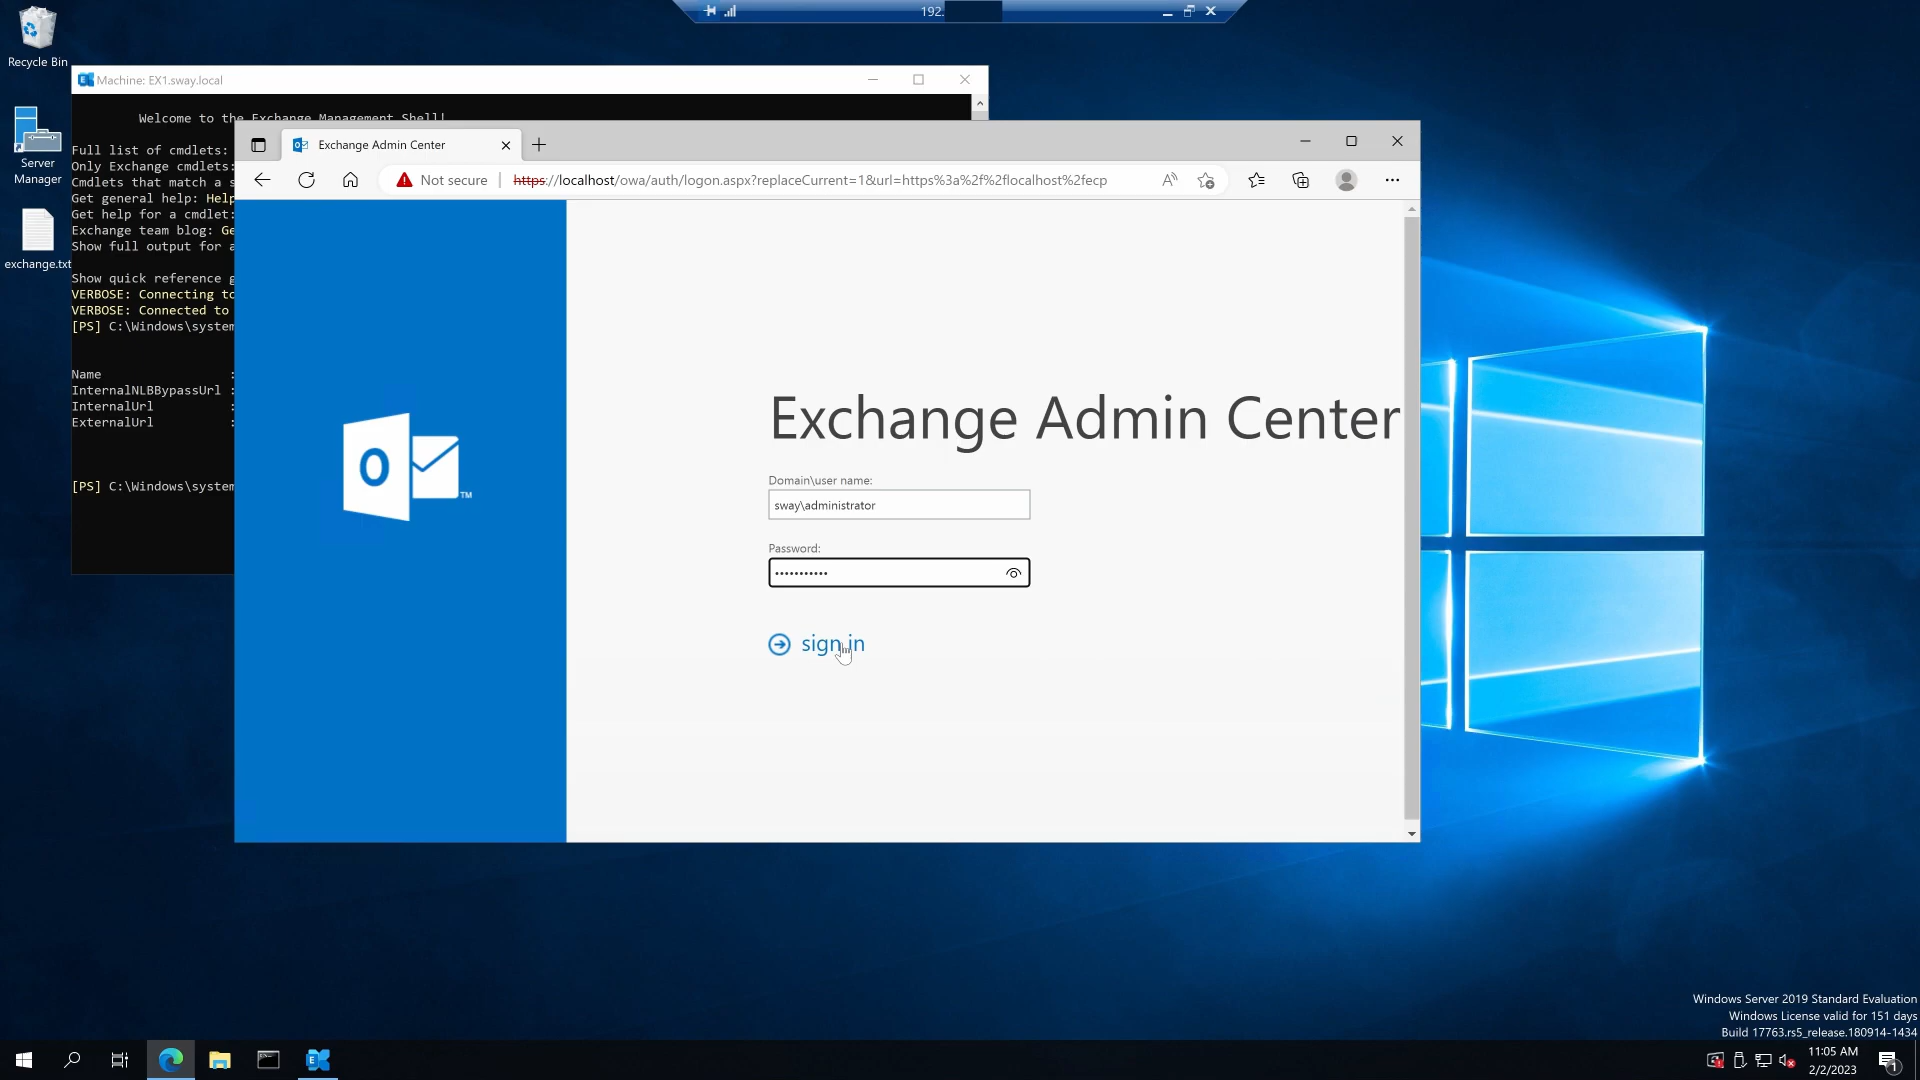 192.
Recycle Bin
Server
Manager
exchange.txt
Machine: EX1.sway.local
Welcome to the Exchange Management Shell!
Full list of cmdlets:
Only Exchange cmdlets:
Cmdlets that match a s
Get general help: Help
Get help for a cmdlet:
Exchange team blog: Ge
Show full output for a
Show quick reference g
VERBOSE: Connecting to
VERBOSE: Connected to
[PS] C:\Windows\system
Name :
InternalNLBBypassUrl :
InternalUrl :
ExternalUrl :
[PS] C:\Windows\system
Exchange Admin Center
Not secure
https://localhost/owa/auth/logon.aspx?replaceCurrent=1&url=https%3a%2f%2flocalhost%2fecp
Exchange Admin Center
Domain\user name:
sway\administrator
Password:
sign in
TM
Windows Server 2019 Standard Evaluation
Windows License valid for 151 days
Build 17763.rs5_release.180914-1434
11:05 AM
2/2/2023
1